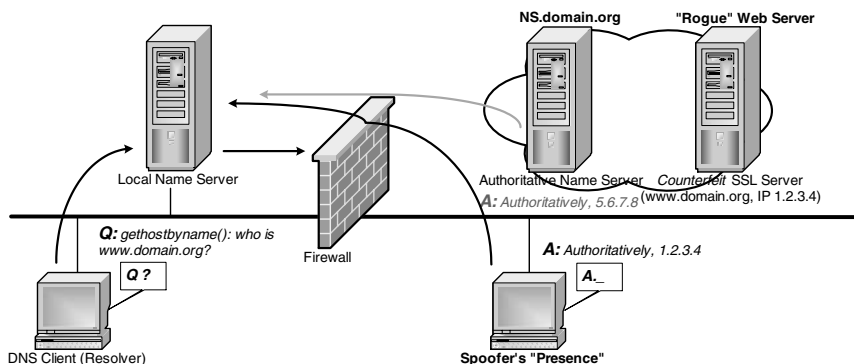 NS.domain.org
"Rogue" Web Server
Local Name Server
Authoritative Name Server
A: Authoritatively, 5.6.7.8
Counterfeit SSL Server
(www.domain.org, IP 1.2.3.4)
Q: gethostbyname(): who is
www.domain.org?
Firewall
A: Authoritatively, 1.2.3.4
Q ?
A._
DNS Client (Resolver)
Spoofer's "Presence"